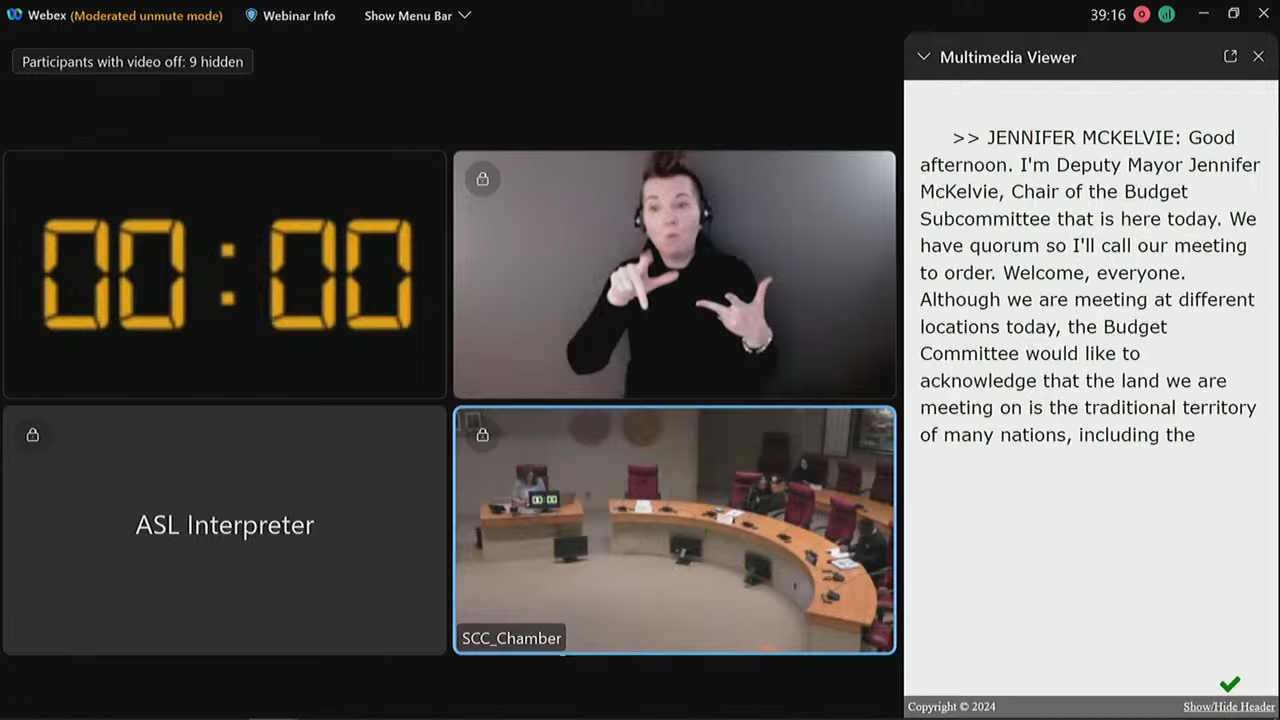 Webex (Moderated unmute mode) Webinar Info Show Menu Bar 39:16
Participants with video off: 9 hidden
Multimedia Viewer
>> JENNIFER MCKELVIE: Good
afternoon. I'm Deputy Mayor Jennifer
McKelvie, Chair of the Budget
Subcommittee that is here today. We
have quorum so I'll call our meeting
to order. Welcome, everyone.
Although we are meeting at different
locations today, the Budget
Committee would like to
acknowledge that the land we are
meeting on is the traditional territory
of many nations, including the
00:00
00:00
ASL Interpreter
SCC_Chamber
Copyright © 2024 Show/Hide Header